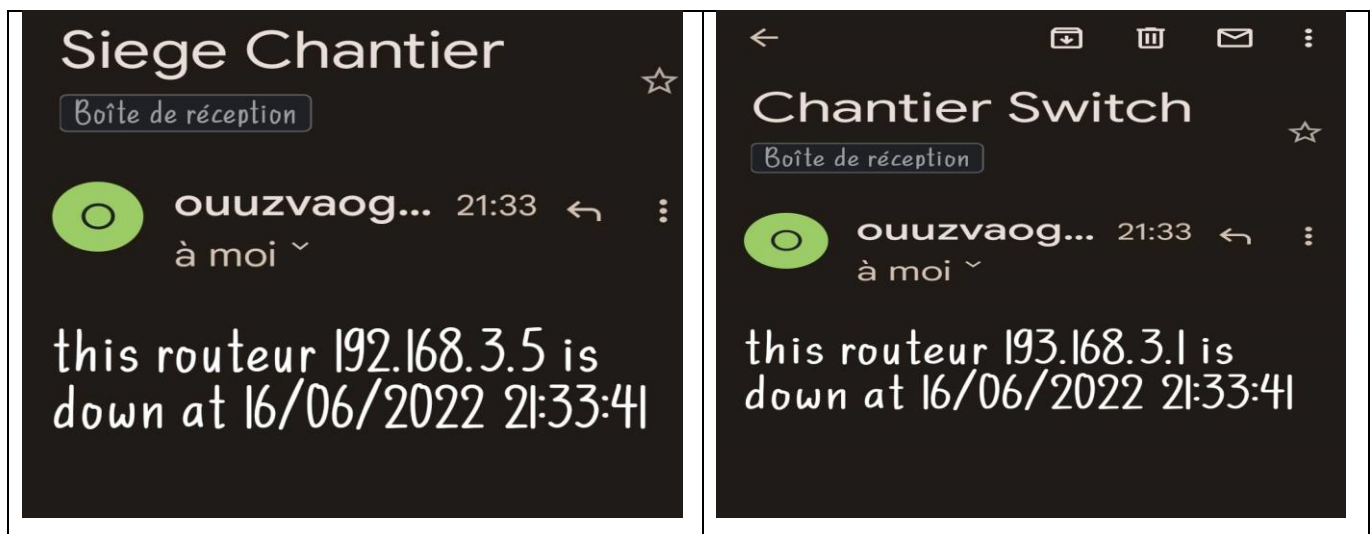 Siege Chantier
Boîte de réception
O
ouuzvaog... 21:33
à moi
this routeur 192.168.3.5 is
down at 16/06/2022 21:33:41
Chantier Switch
Boîte de réception
O
ouuzvaog... 21:33
à moi
this routeur 193.168.3.1 is
down at 16/06/2022 21:33:41